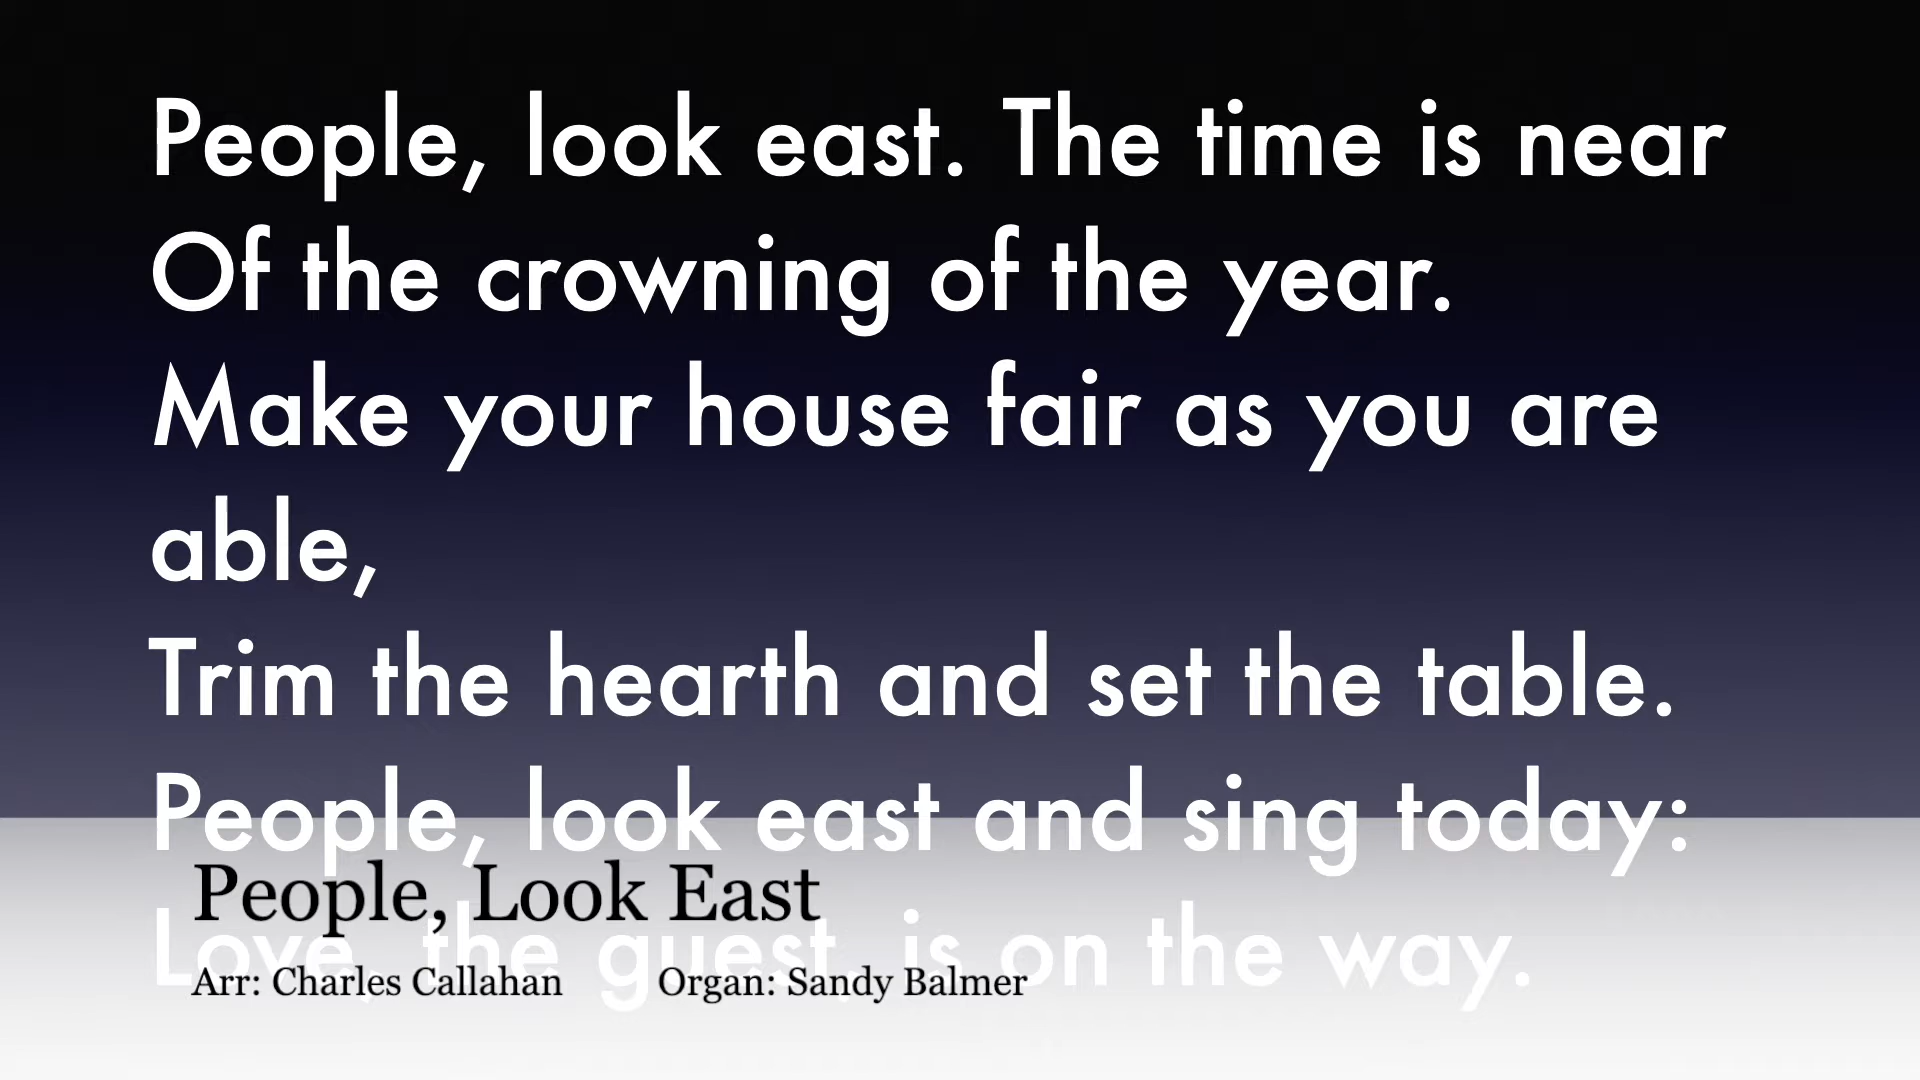 People, look east. The time is near
Of the crowning of the year.
Make your house fair as you are
able,
Trim the hearth and set the table.
People, look east and sing today:
Love, the guest, is on the way.
People, Look East
Arr: Charles Callahan Organ: Sandy Balmer